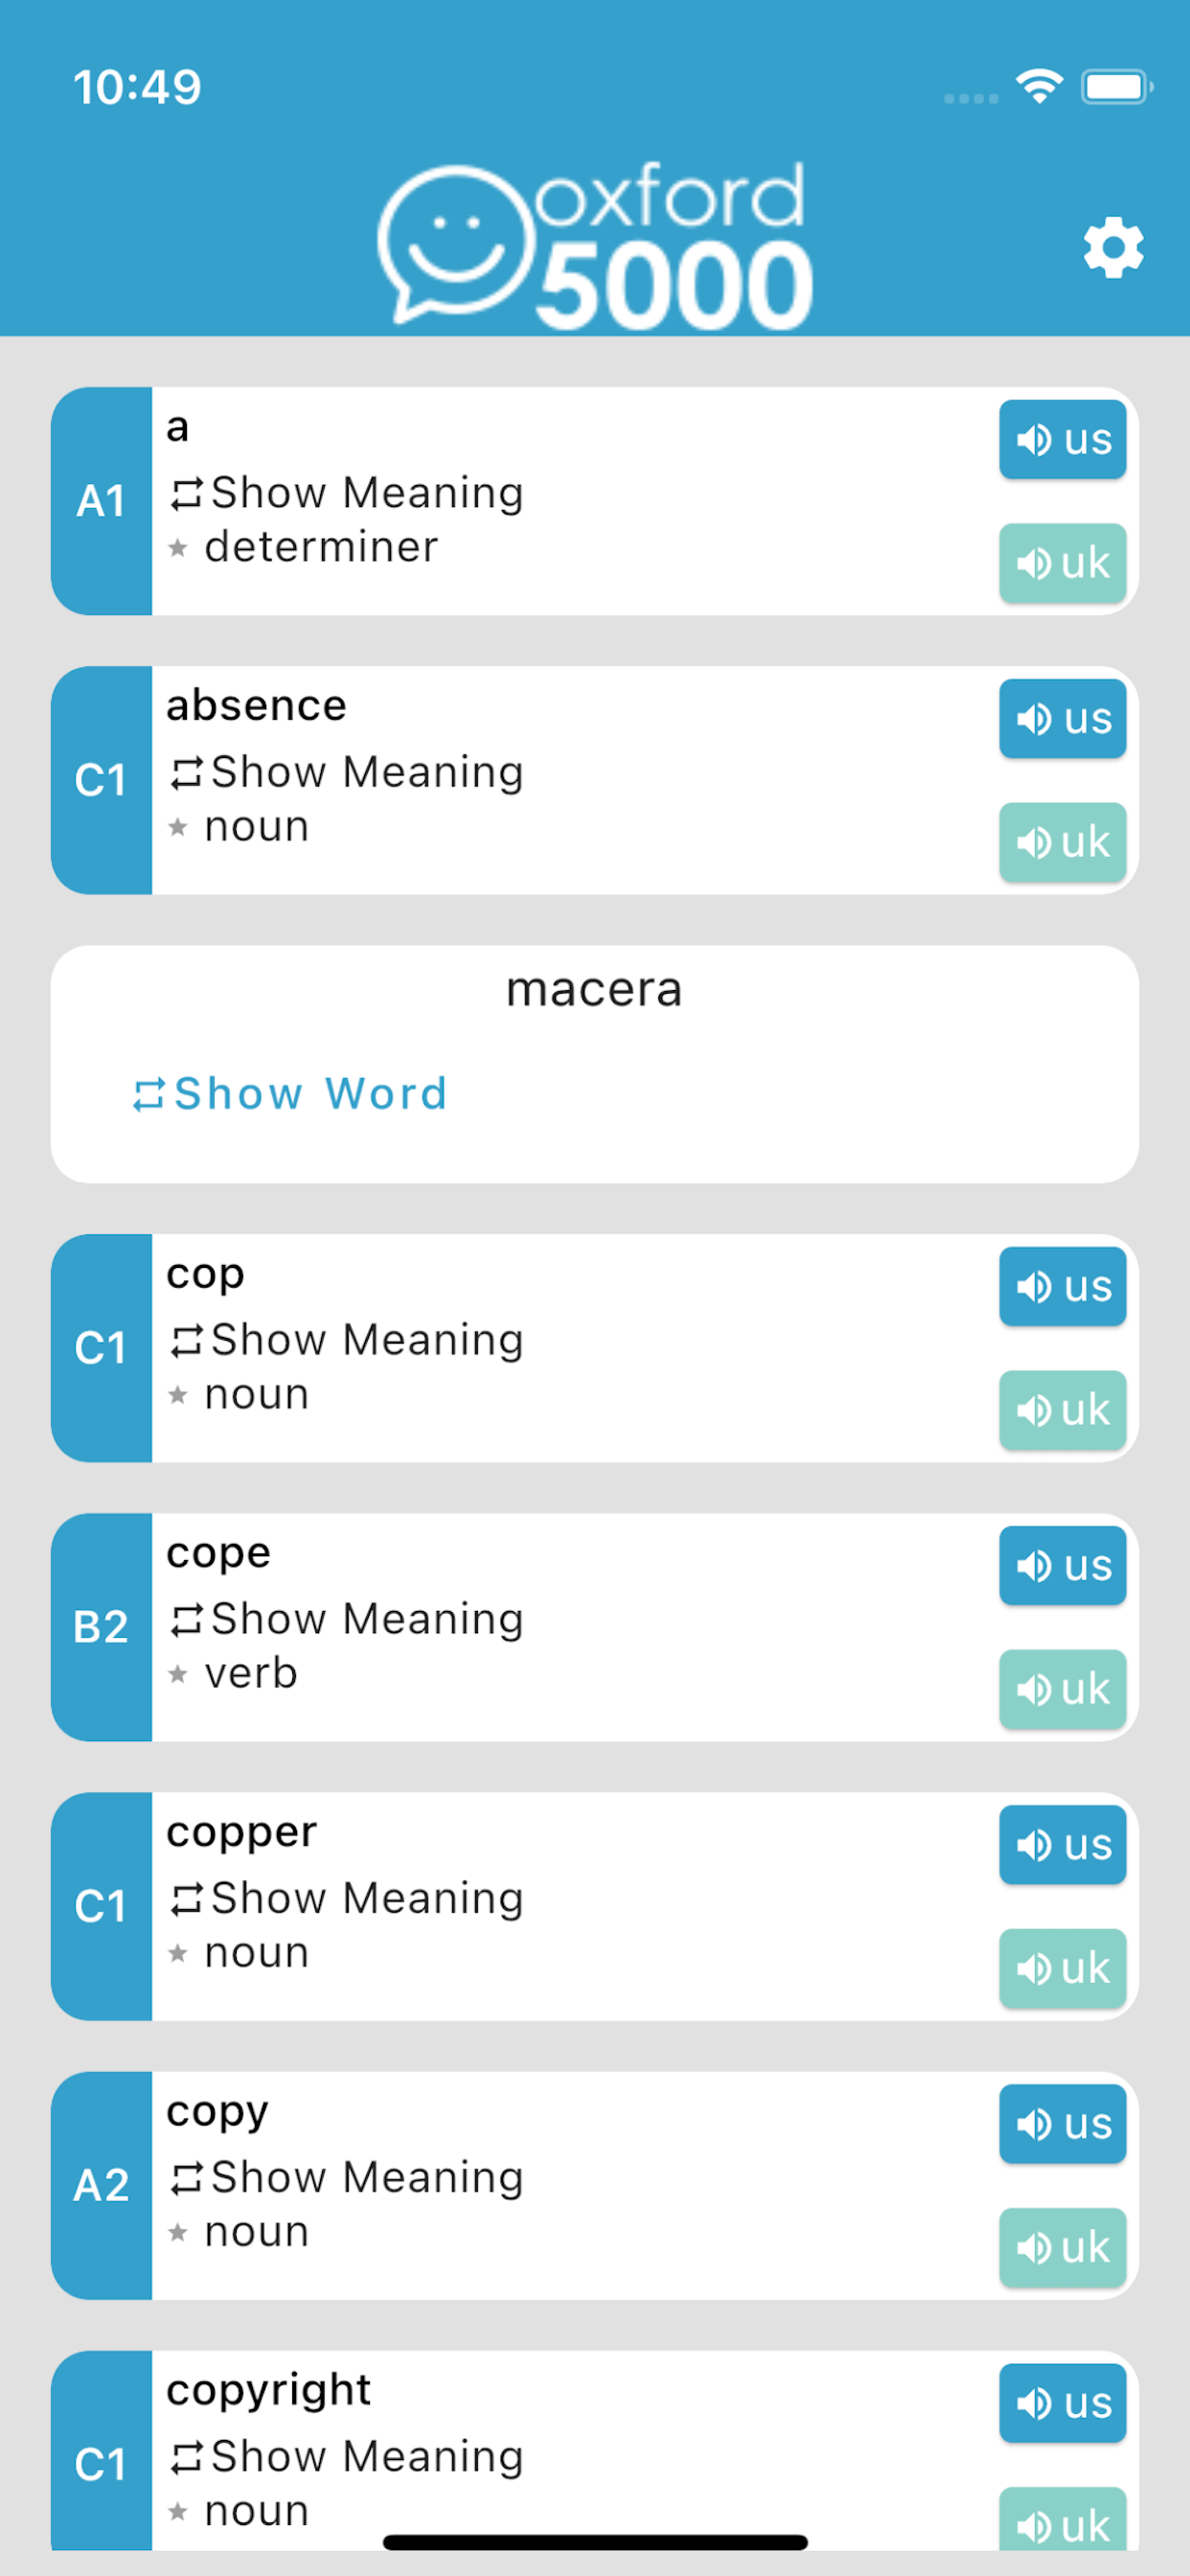 10:49
oxford
5000
a
A1
Show Meaning
determiner
us
uk
absence
C1
Show Meaning
noun
us
uk
macera
Show Word
cop
C1
Show Meaning
noun
us
uk
cope
B2
Show Meaning
verb
us
uk
copper
C1
Show Meaning
noun
us
uk
copy
A2
Show Meaning
noun
us
uk
copyright
C1
Show Meaning
noun
us
uk